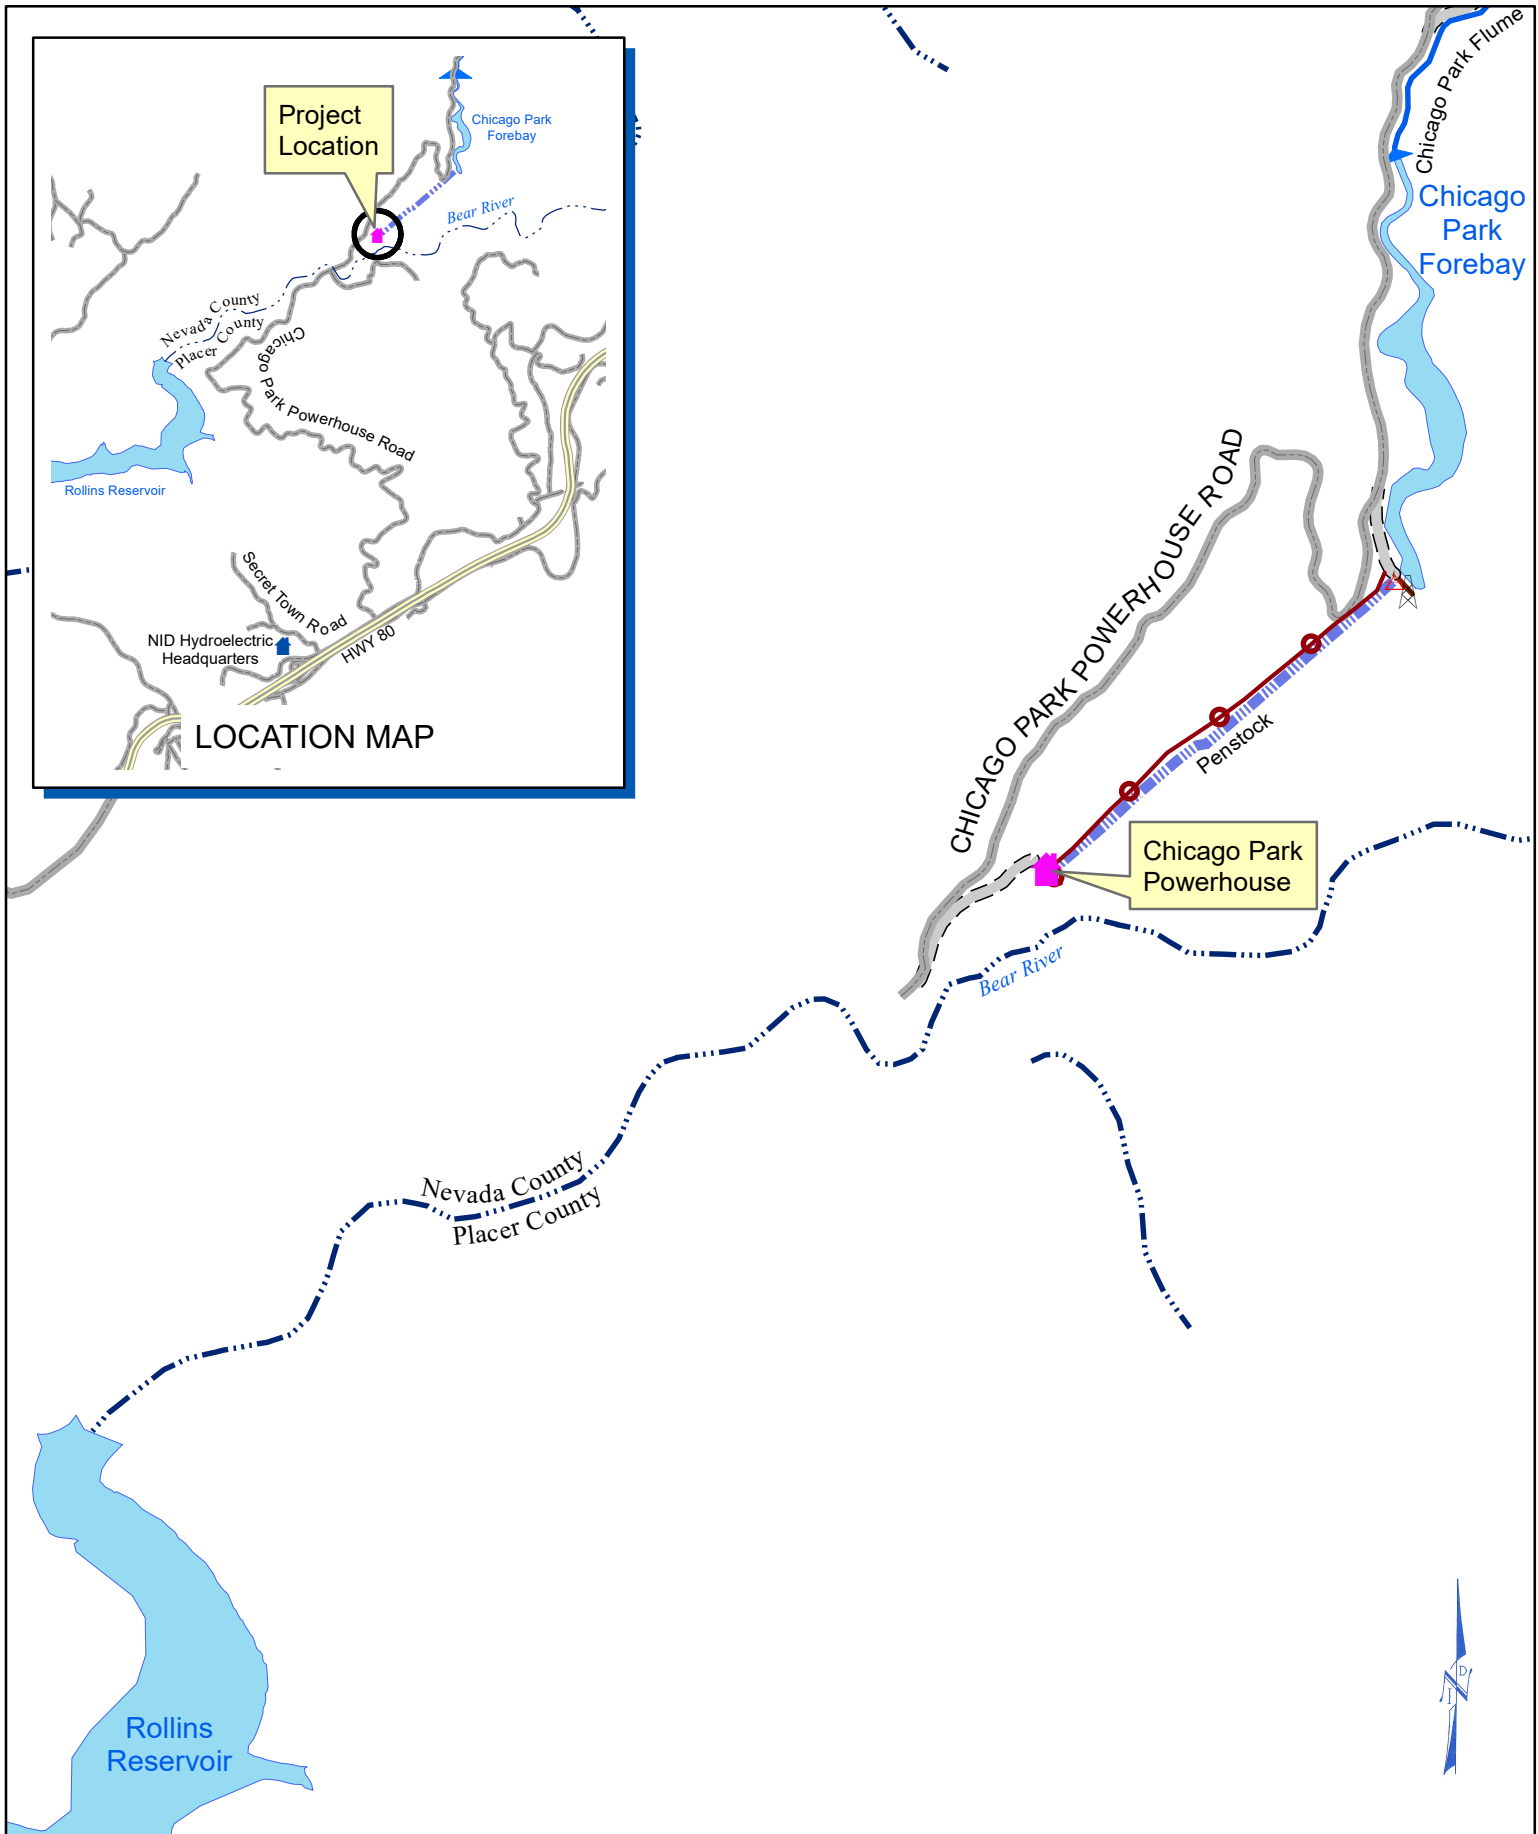 Project
Location
Chicago Park
Forebay
Bear River
Nevada County
Placer County
Chicago Park Powerhouse Road
Rollins Reservoir
Secret Town Road
NID Hydroelectric
Headquarters
HWY 80
LOCATION MAP
Chicago Park Flume
Chicago
Park
Forebay
CHICAGO PARK POWERHOUSE ROAD
Penstock
Chicago Park
Powerhouse
Bear River
Nevada County
Placer County
Rollins
Reservoir
N
I
D